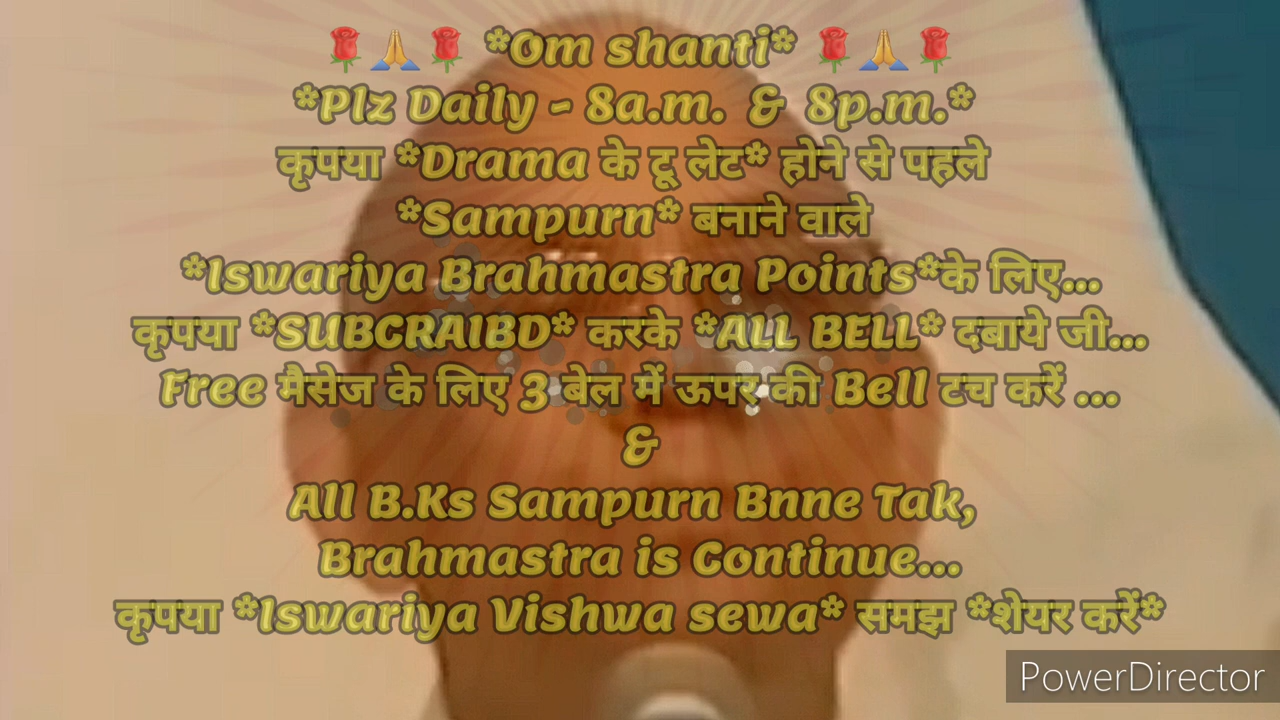 🌹🙏🌹 *Om shanti* 🌹🙏🌹
*Plz Daily - 8a.m. & 8p.m.*
कृपया *Drama के टू लेट* होने से पहले
*Sampurn* बनाने वाले
*Iswariya Brahmastra Points*के लिए...
कृपया *SUBCRAIBD* करके *ALL BELL* दबाये जी...
Free मैसेज के लिए 3 बेल में ऊपर की Bell टच करें ...
&
All B.Ks Sampurn Bnne Tak,
Brahmastra is Continue...
कृपया *Iswariya Vishwa sewa* समझ *शेयर करें*
PowerDirector